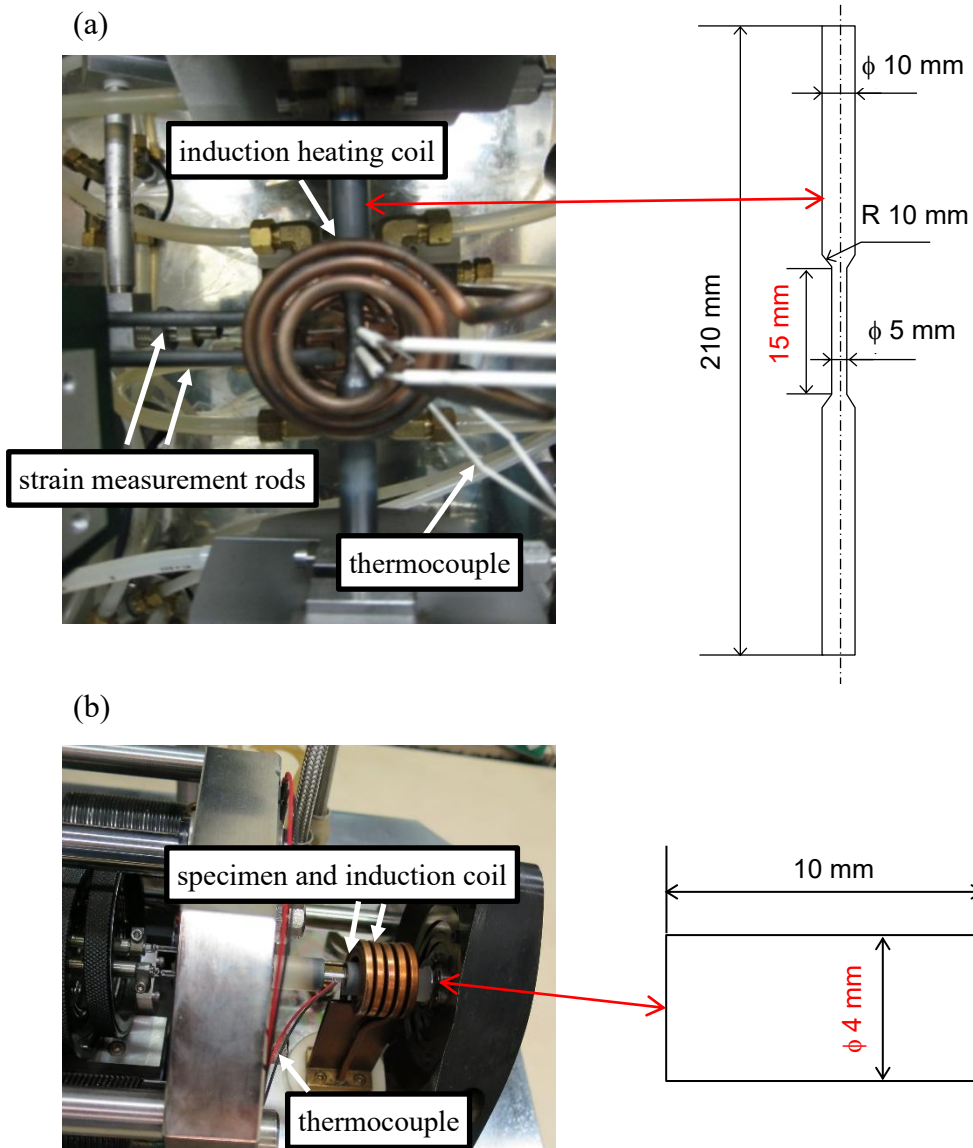 (a)
induction heating coil
strain measurement rods
thermocouple
ϕ 10 mm
R 10 mm
210 mm
15 mm
ϕ 5 mm
(b)
specimen and induction coil
thermocouple
10 mm
ϕ 4 mm